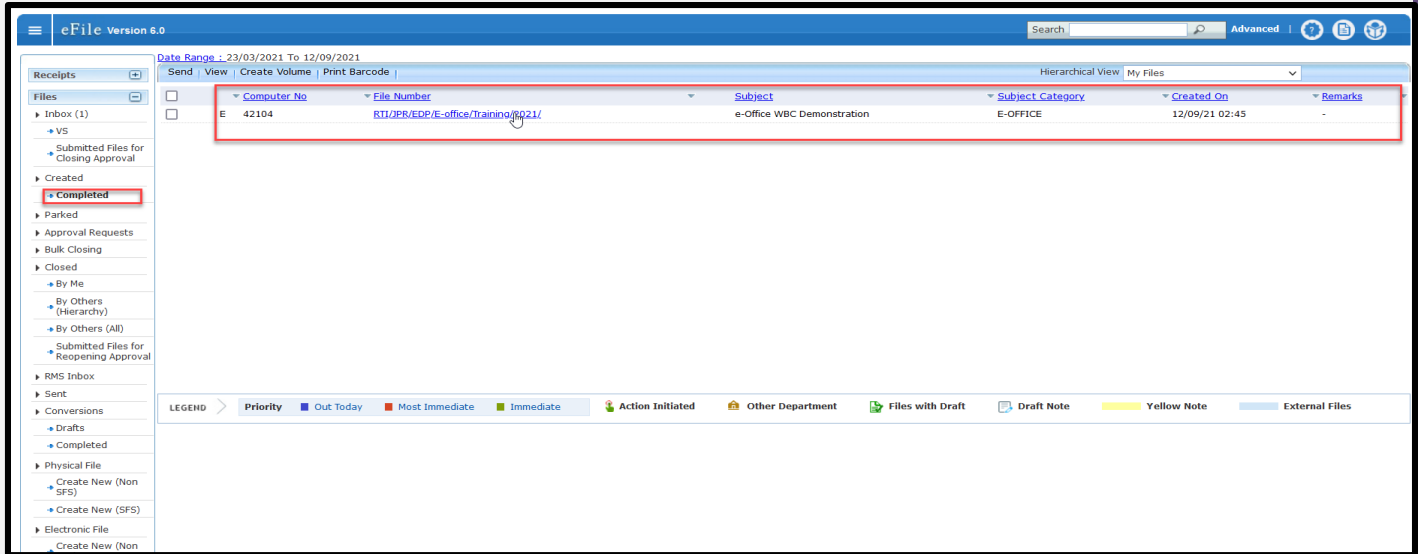 eFile Version 6.0
Search
Advanced
Date Range : 23/03/2021 To 12/09/2021
Send | View | Create Volume | Print Barcode |
Hierarchical View My Files
Computer No File Number Subject Subject Category Created On Remarks
E 42104 RTI/JPR/EDP/E-office/Training/2021/ e-Office WBC Demonstration E-OFFICE 12/09/21 02:45 -
Receipts
Files
Inbox (1)
VS
Submitted Files for
Closing Approval
Created
Completed
Parked
Approval Requests
Bulk Closing
Closed
By Me
By Others
(Hierarchy)
By Others (All)
Submitted Files for
Reopening Approval
RMS Inbox
Sent
Conversions
Drafts
Completed
Physical File
Create New (Non
SFS)
Create New (SFS)
Electronic File
Create New (Non
LEGEND Priority Out Today Most Immediate Immediate Action Initiated Other Department Files with Draft Draft Note Yellow Note External Files